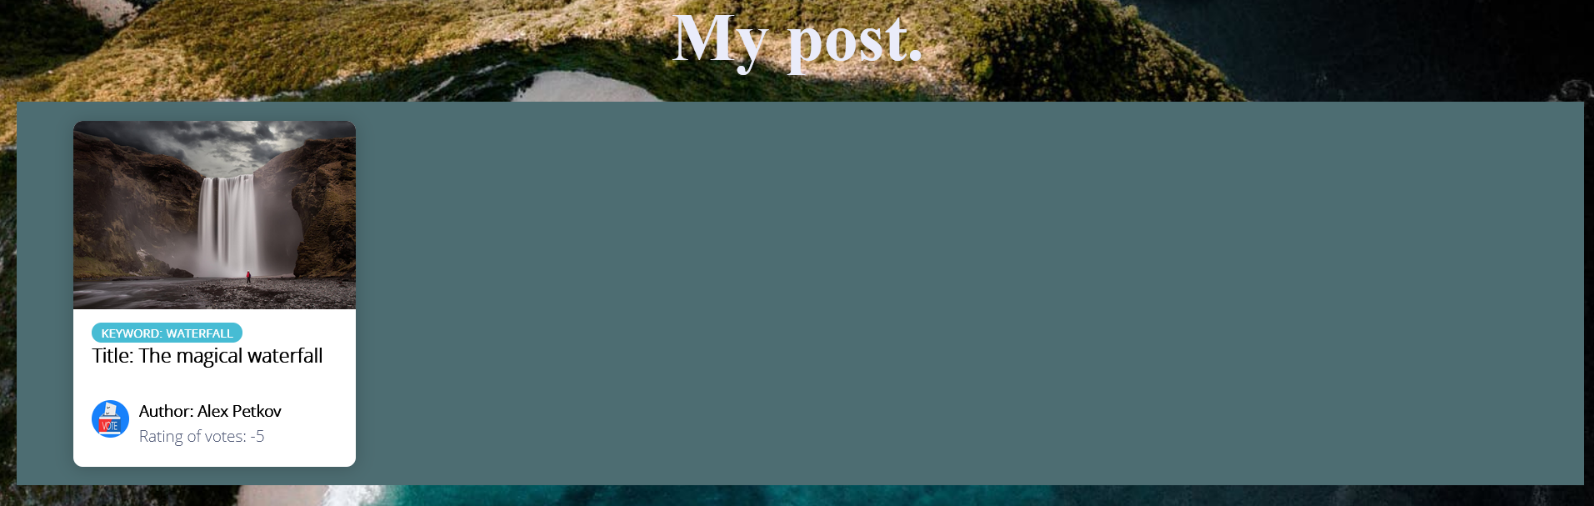 My post.
KEYWORD: WATERFALL
Title: The magical waterfall
VOTE
Author: Alex Petkov
Rating of votes: -5